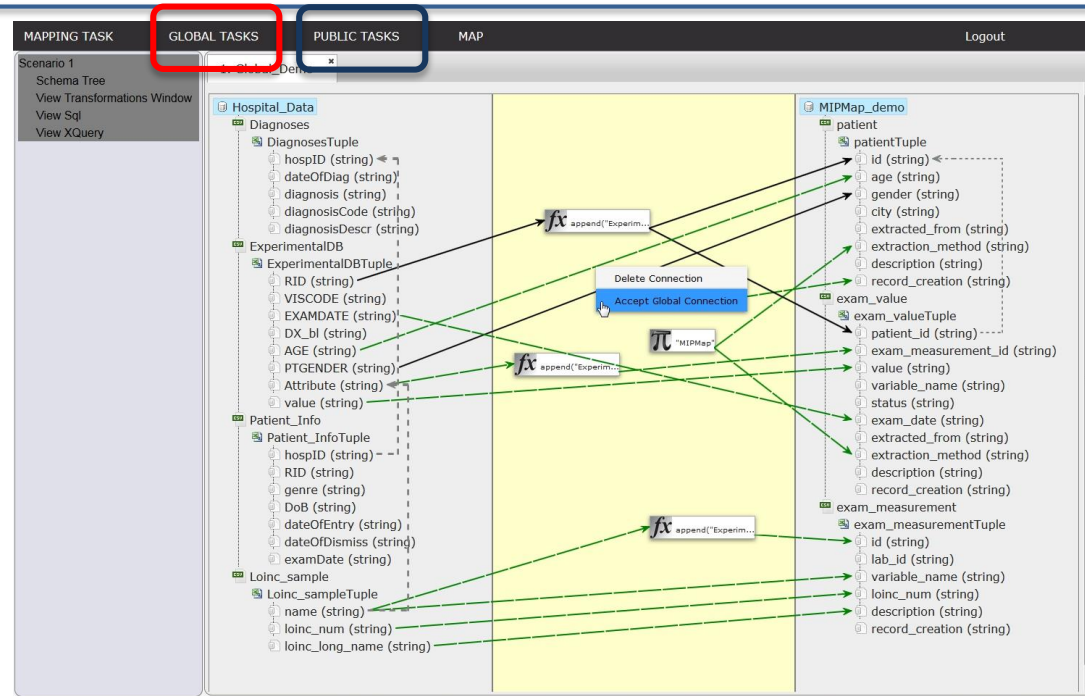 MAPPING TASK GLOBAL TASKS PUBLIC TASKS MAP Logout
Scenario 1
Schema Tree
View Transformations Window
View Sql
View XQuery
1. Global_Demo
Hospital_Data
Diagnoses
DiagnosesTuple
hospID (string)
dateOfDiag (string)
diagnosis (string)
diagnosisCode (string)
diagnosisDescr (string)
ExperimentalDB
ExperimentalDBTuple
RID (string)
VISCODE (string)
EXAMDATE (string)
DX_bl (string)
AGE (string)
PTGENDER (string)
Attribute (string)
value (string)
Patient_Info
Patient_InfoTuple
hospID (string)
RID (string)
genre (string)
DoB (string)
dateOfEntry (string)
dateOfDismiss (string)
examDate (string)
Loinc_sample
Loinc_sampleTuple
name (string)
loinc_num (string)
loinc_long_name (string)
fx append("Experim...
Delete Connection
Accept Global Connection
π "MIPMap"
fx append("Experim...
fx append("Experim...
MIPMap_demo
patient
patientTuple
id (string)
age (string)
gender (string)
city (string)
extracted_from (string)
extraction_method (string)
description (string)
record_creation (string)
exam_value
exam_valueTuple
patient_id (string)
exam_measurement_id (string)
value (string)
variable_name (string)
status (string)
exam_date (string)
extracted_from (string)
extraction_method (string)
description (string)
record_creation (string)
exam_measurement
exam_measurementTuple
id (string)
lab_id (string)
variable_name (string)
loinc_num (string)
description (string)
record_creation (string)